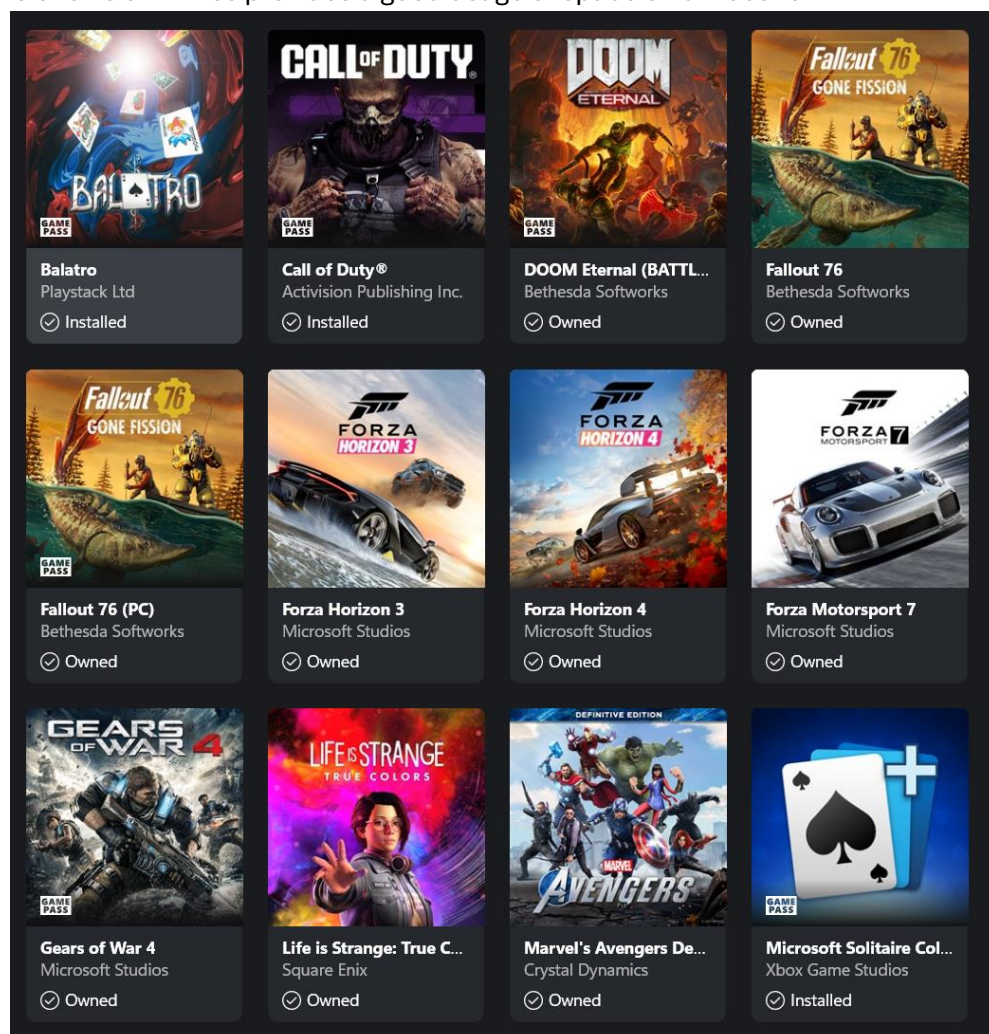 BALATRO
GAME
PASS
Balatro
Playstack Ltd
Installed
CALL OF DUTY
GAME
PASS
Call of Duty®
Activision Publishing Inc.
Installed
DOOM
ETERNAL
GAME
PASS
DOOM Eternal (BATTL...
Bethesda Softworks
Owned
Fallout 76
GONE FISSION
Fallout 76
Bethesda Softworks
Owned
Fallout 76
GONE FISSION
GAME
PASS
Fallout 76 (PC)
Bethesda Softworks
Owned
FORZA
HORIZON 3
Forza Horizon 3
Microsoft Studios
Owned
FORZA
HORIZON 4
Forza Horizon 4
Microsoft Studios
Owned
FORZA
MOTORSPORT 7
Forza Motorsport 7
Microsoft Studios
Owned
GEARS
OF WAR 4
GAME
PASS
Gears of War 4
Microsoft Studios
Owned
LIFE IS STRANGE
TRUE COLORS
Life is Strange: True C...
Square Enix
Owned
DEFINITIVE EDITION
MARVEL
AVENGERS
Marvel's Avengers De...
Crystal Dynamics
Owned
GAME
PASS
Microsoft Solitaire Col...
Xbox Game Studios
Installed